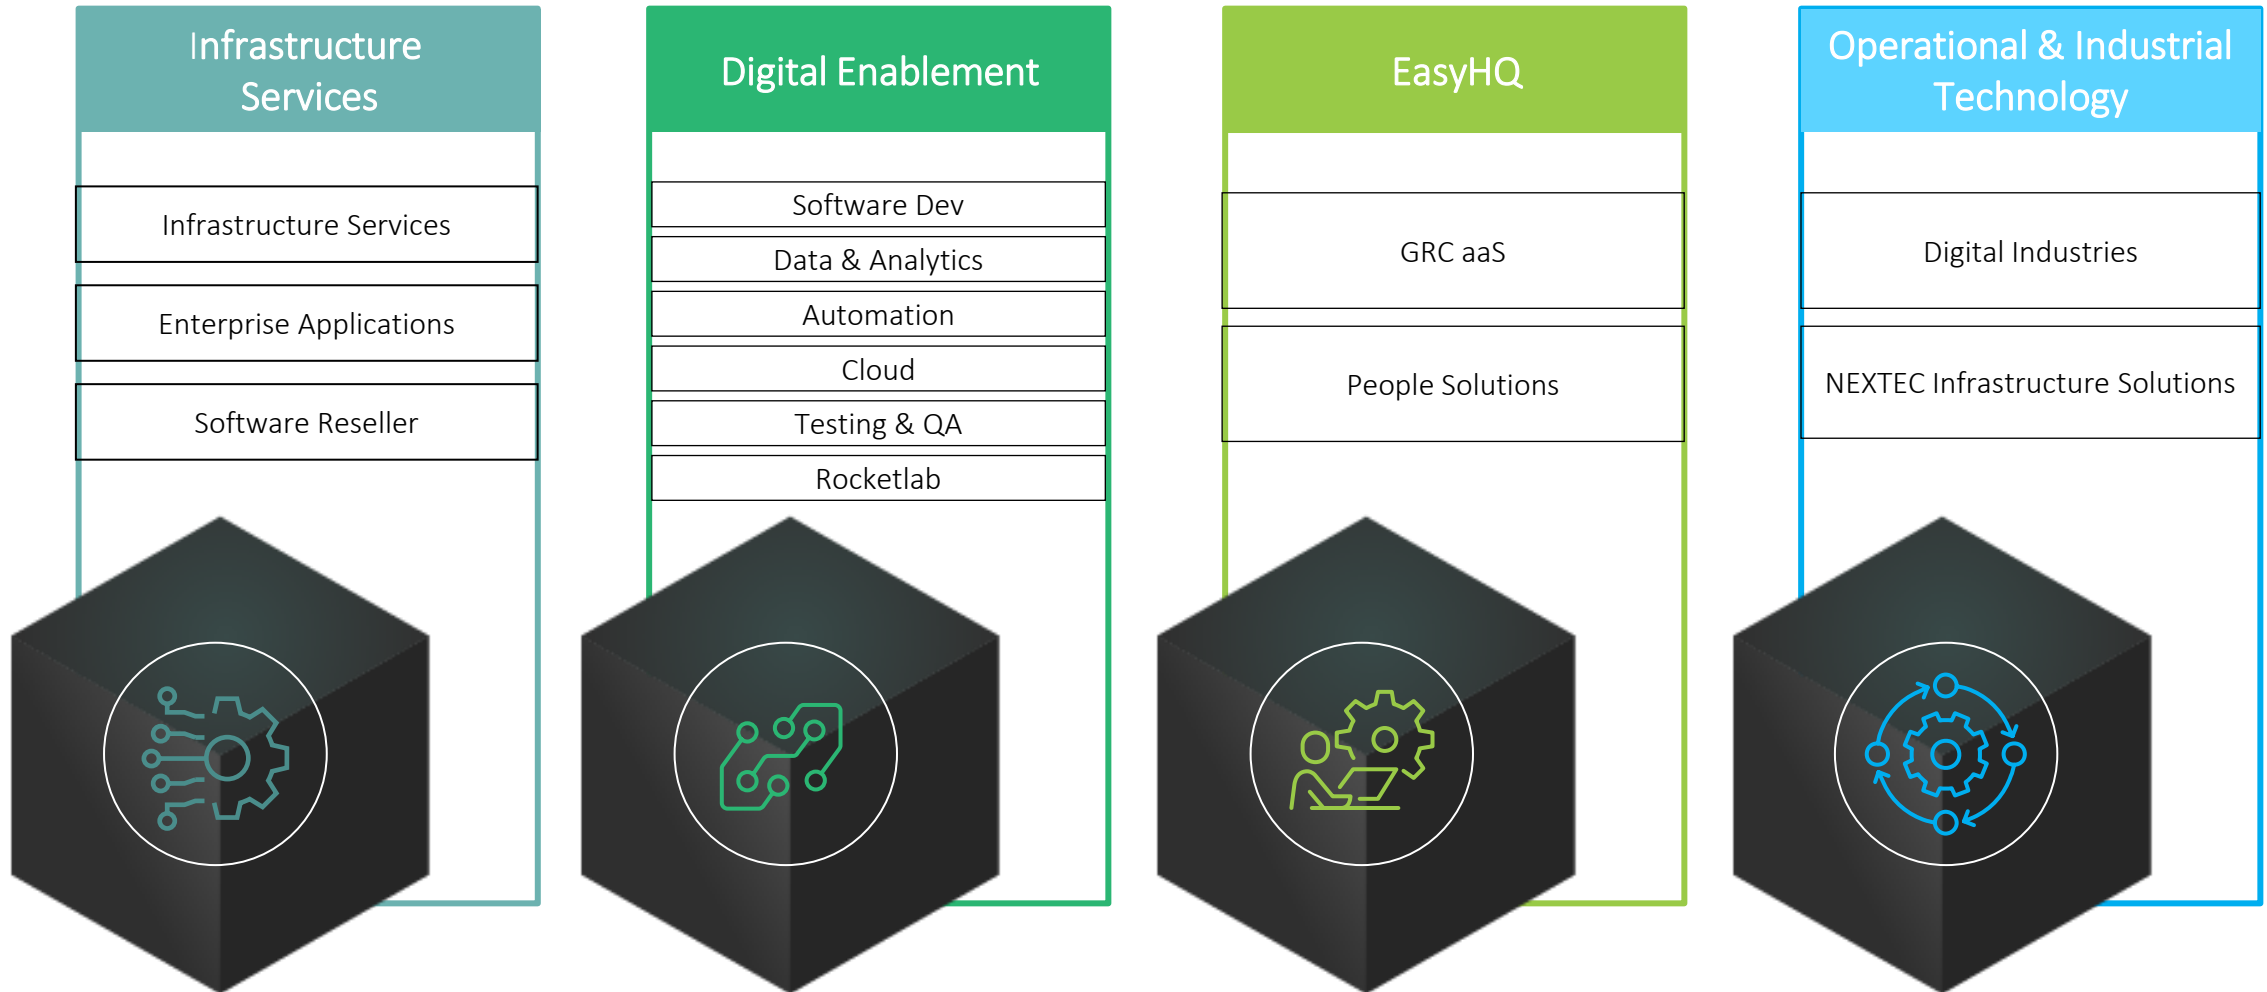 Infrastructure
Services
Infrastructure Services
Enterprise Applications
Software Reseller
Digital Enablement
Software Dev
Data & Analytics
Automation
Cloud
Testing & QA
Rocketlab
EasyHQ
GRC aaS
People Solutions
Operational & Industrial
Technology
Digital Industries
NEXTEC Infrastructure Solutions